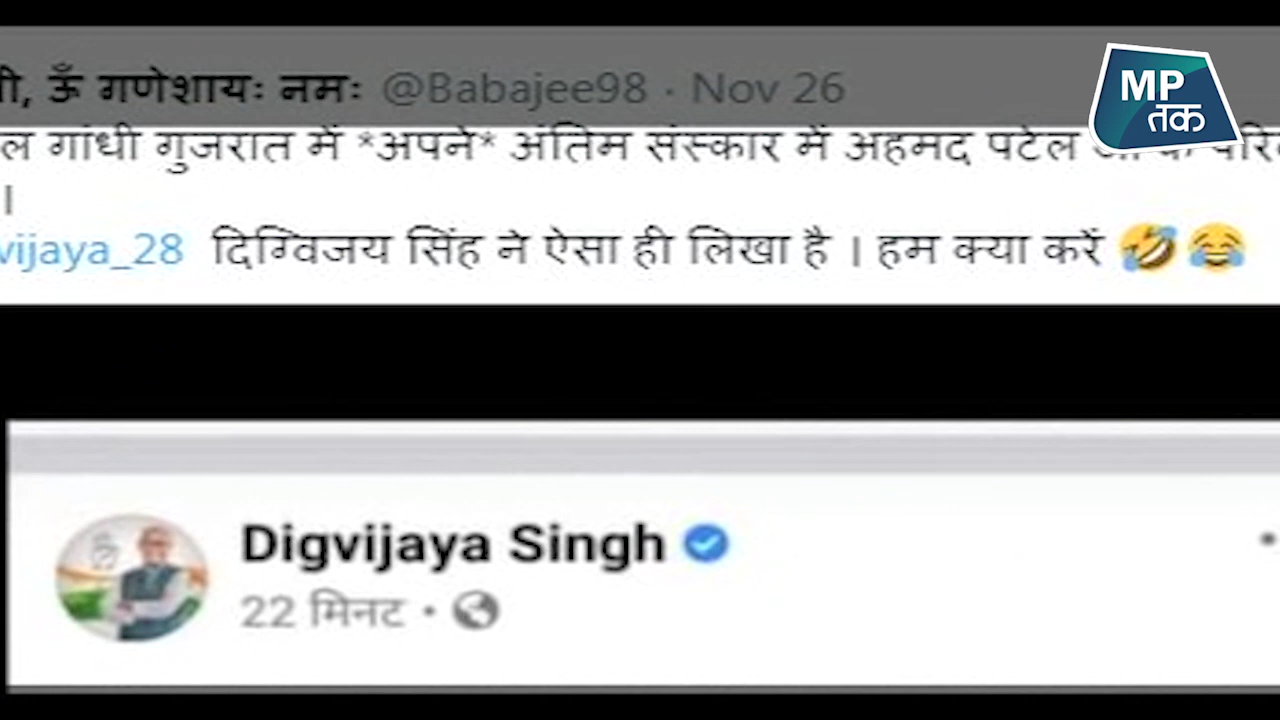 ी, ॐ गणेशायः नमः @Babajee98 · Nov 26
MP
तक
ल गांधी गुजरात में *अपने* अंतिम संस्कार में अहमद पटेल
।
vijaya_28 दिग्विजय सिंह ने ऐसा ही लिखा है । हम क्या करें 🤣😂
Digvijaya Singh
22 मिनट ·